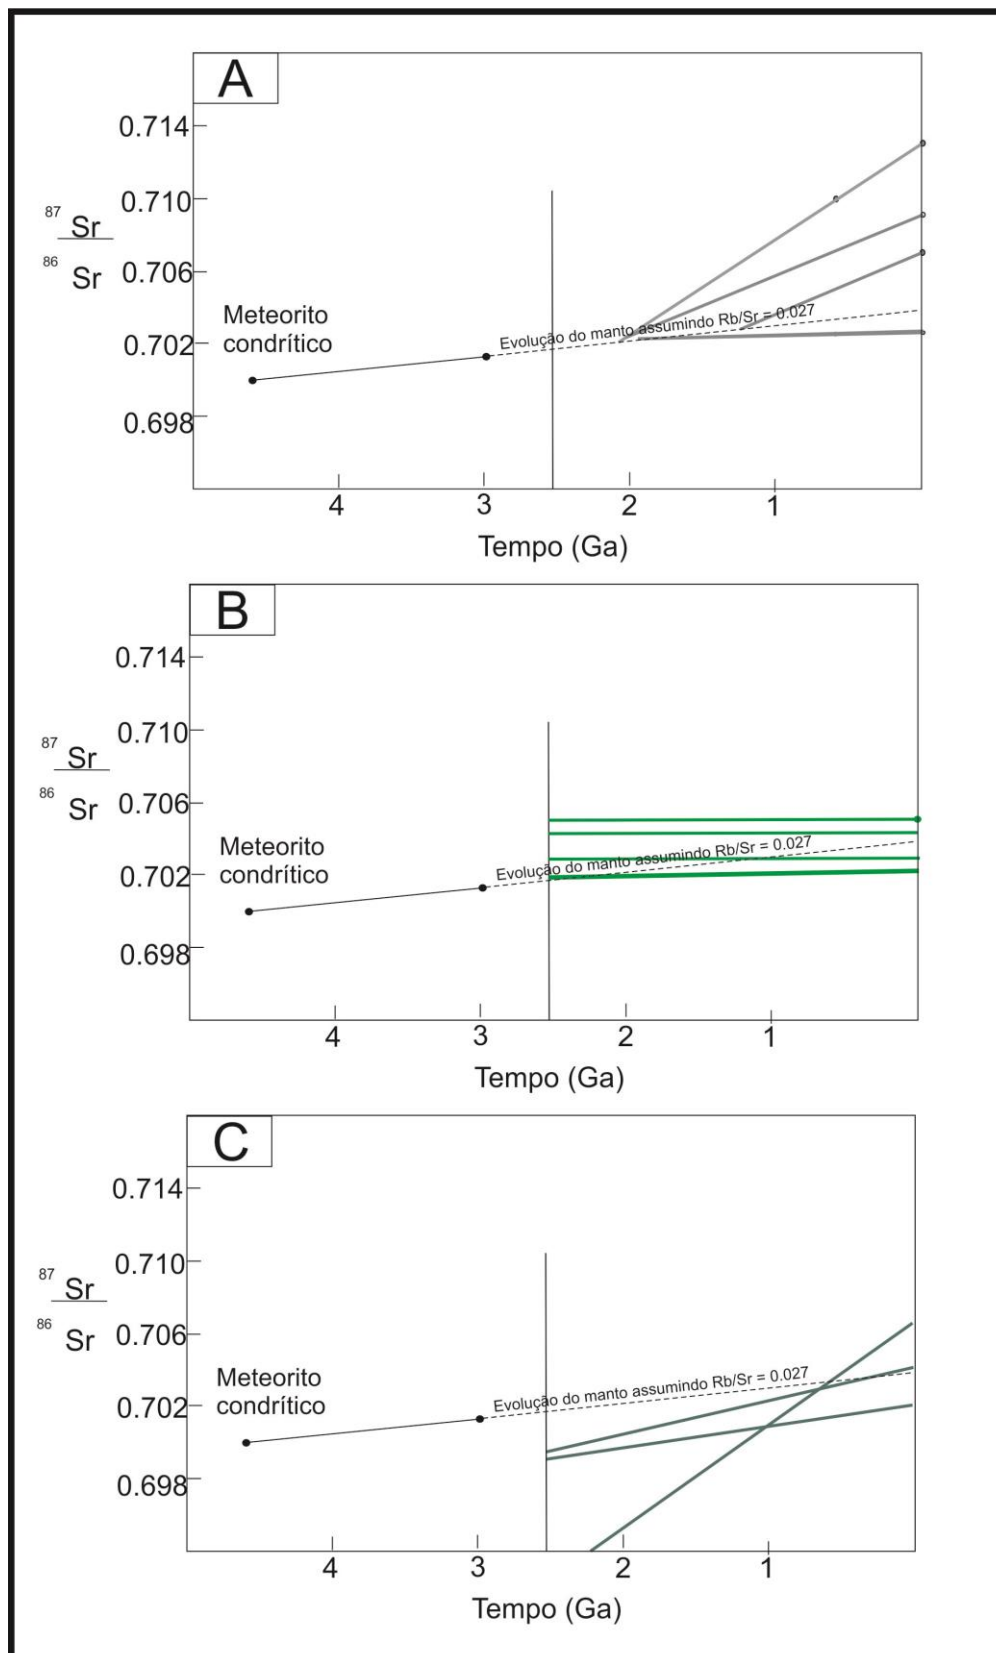 A
0.714
0.710
87
Sr
86
Sr
0.706
Meteorito
condrítico
0.702
Evolução do manto assumindo Rb/Sr = 0.027
0.698
4
3
2
1
Tempo (Ga)
B
0.714
0.710
87
Sr
86
Sr
0.706
Meteorito
condrítico
0.702
Evolução do manto assumindo Rb/Sr = 0.027
0.698
4
3
2
1
Tempo (Ga)
C
0.714
0.710
87
Sr
86
Sr
0.706
Meteorito
condrítico
0.702
Evolução do manto assumindo Rb/Sr = 0.027
0.698
4
3
2
1
Tempo (Ga)